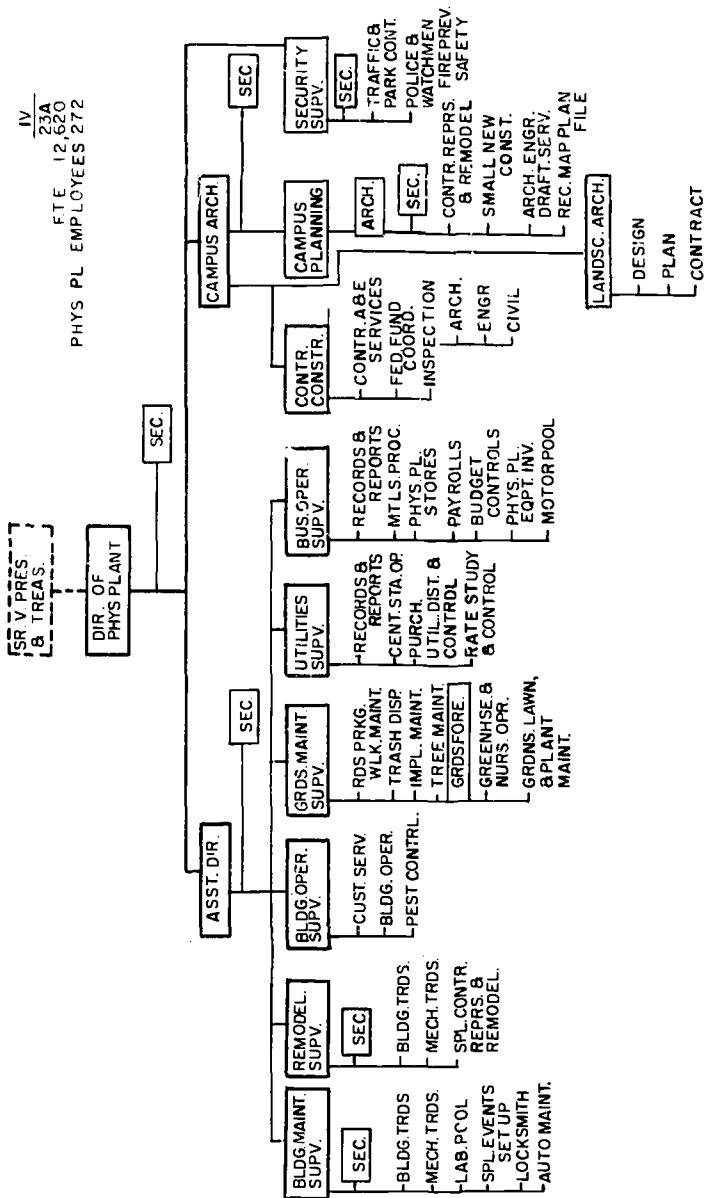 IV
23A
FTE 12,620
PHYS PL EMPLOYEES 272
SR. V. PRES.
& TREAS.
DIR. OF
PHYS PLANT
SEC.
ASST. DIR.
SEC.
CAMPUS ARCH.
SEC.
BLDG. MAINT.
SUPV.
SEC.
BLDG. TRDS
MECH. TRDS.
LAB. POOL
SPL. EVENTS
SET UP
LOCKSMITH
AUTO MAINT.
REMODEL.
SUPV.
SEC.
BLDG. TRDS.
MECH. TRDS.
SPL. CONTR.
REPRS. &
REMODEL.
BLDG. OPER.
SUPV.
CUST. SERV.
BLDG. OPER.
PEST CONTRL.
GRDS. MAINT.
SUPV.
RDS PRKG.
WLK. MAINT.
TRASH DISP.
IMPL. MAINT.
TREE MAINT.
GRDS FORE.
GREENHSE. &
NURS. OPR.
GRDNS. LAWN,
& PLANT
MAINT.
UTILITIES
SUPV.
RECORDS &
REPORTS
CENT. STA. OP.
PURCH.
UTIL. DIST. &
CONTROL
RATE STUDY
& CONTROL
BUS. OPER.
SUPV.
RECORDS &
REPORTS
MTLS. PROC.
PHYS. PL.
STORES
PAYROLLS
BUDGET
CONTROLS
PHYS. PL.
EQPT. INV.
MOTOR POOL
CONTR.
CONSTR.
CONTR. A&E
SERVICES
FED. FUND
COORD.
INSPECTION
ARCH.
ENGR
CIVIL
CAMPUS
PLANNING
ARCH.
SEC.
CONTR. REPRS.
& REMODEL
SMALL NEW
CONST.
ARCH. ENGR.
DRAFT. SERV.
REC. MAP PLAN
FILE
LANDSC. ARCH.
DESIGN
PLAN
CONTRACT
SECURITY
SUPV.
SEC.
TRAFFIC &
PARK CONT.
POLICE &
WATCHMEN
FIRE PREV.
SAFETY